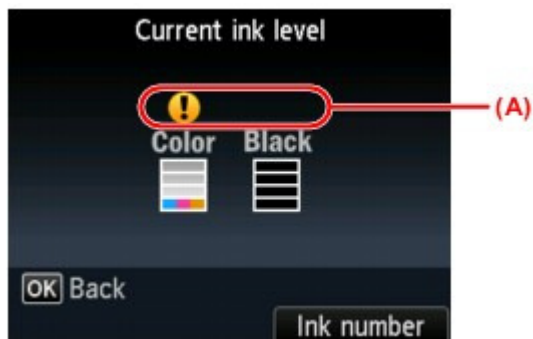 Current ink level
(A)
Color Black
OK Back
Ink number